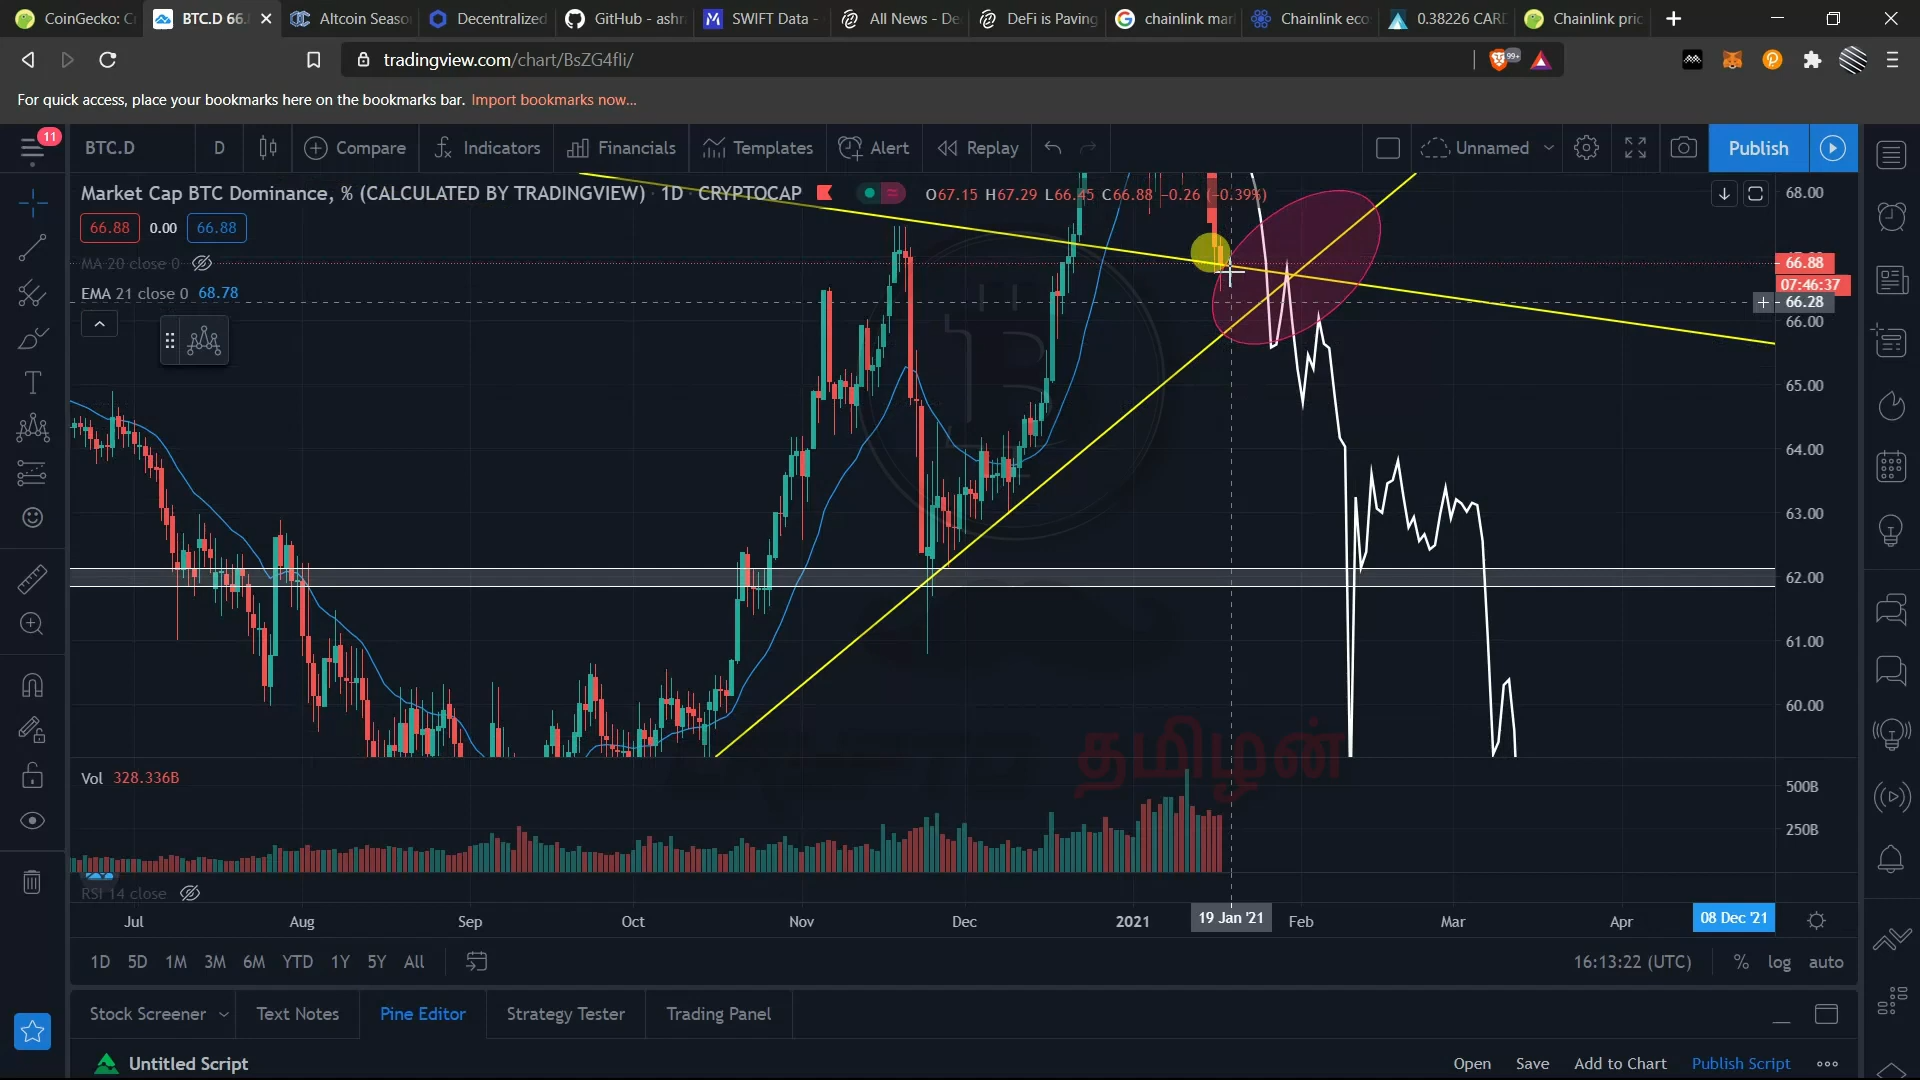 CoinGecko: C
BTC.D 66.
Altcoin Seaso
Decentralized
GitHub - ashr
SWIFT Data -
All News - De
DeFi is Paving
chainlink mar
Chainlink eco
0.38226 CARD
Chainlink pric
tradingview.com/chart/BsZG4fIi/
99+
For quick access, place your bookmarks here on the bookmarks bar. Import bookmarks now...
11
BTC.D D Compare Indicators Financials Templates Alert Replay Unnamed Publish
Market Cap BTC Dominance, % (CALCULATED BY TRADINGVIEW) · 1D · CRYPTOCAP O67.15 H67.29 L66.45 C66.88 -0.26 (-0.39%)
66.88 0.00 66.88
MA 20 close 0
EMA 21 close 0 68.78
68.00
66.88
07:46:37
66.28
66.00
65.00
64.00
63.00
62.00
61.00
60.00
தமிழன்
Vol 328.336B
500B
250B
RSI 14 close
Jul Aug Sep Oct Nov Dec 2021 19 Jan '21 Feb Mar Apr 08 Dec '21
1D 5D 1M 3M 6M YTD 1Y 5Y All 16:13:22 (UTC) % log auto
Stock Screener Text Notes Pine Editor Strategy Tester Trading Panel
Untitled Script Open Save Add to Chart Publish Script